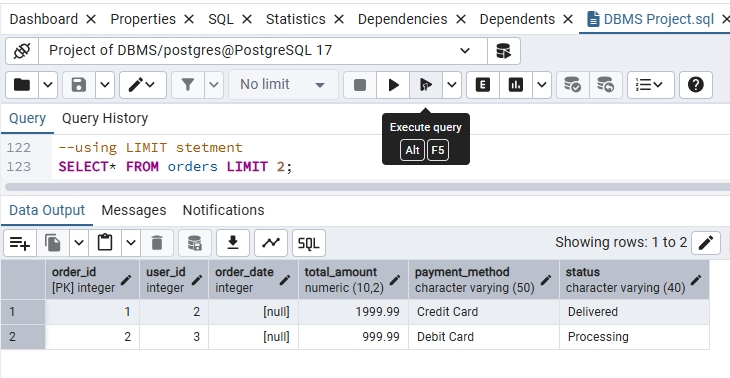 Dashboard Properties SQL Statistics Dependencies Dependents DBMS Project.sql
Project of DBMS/postgres@PostgreSQL 17
No limit E
Query Query History
Execute query
Alt F5
122 --using LIMIT stetment
123 SELECT* FROM orders LIMIT 2;
Data Output Messages Notifications
SQL Showing rows: 1 to 2
order_id user_id order_date total_amount payment_method status
[PK] integer integer integer numeric (10,2) character varying (50) character varying (40)
1 1 2 [null] 1999.99 Credit Card Delivered
2 2 3 [null] 999.99 Debit Card Processing